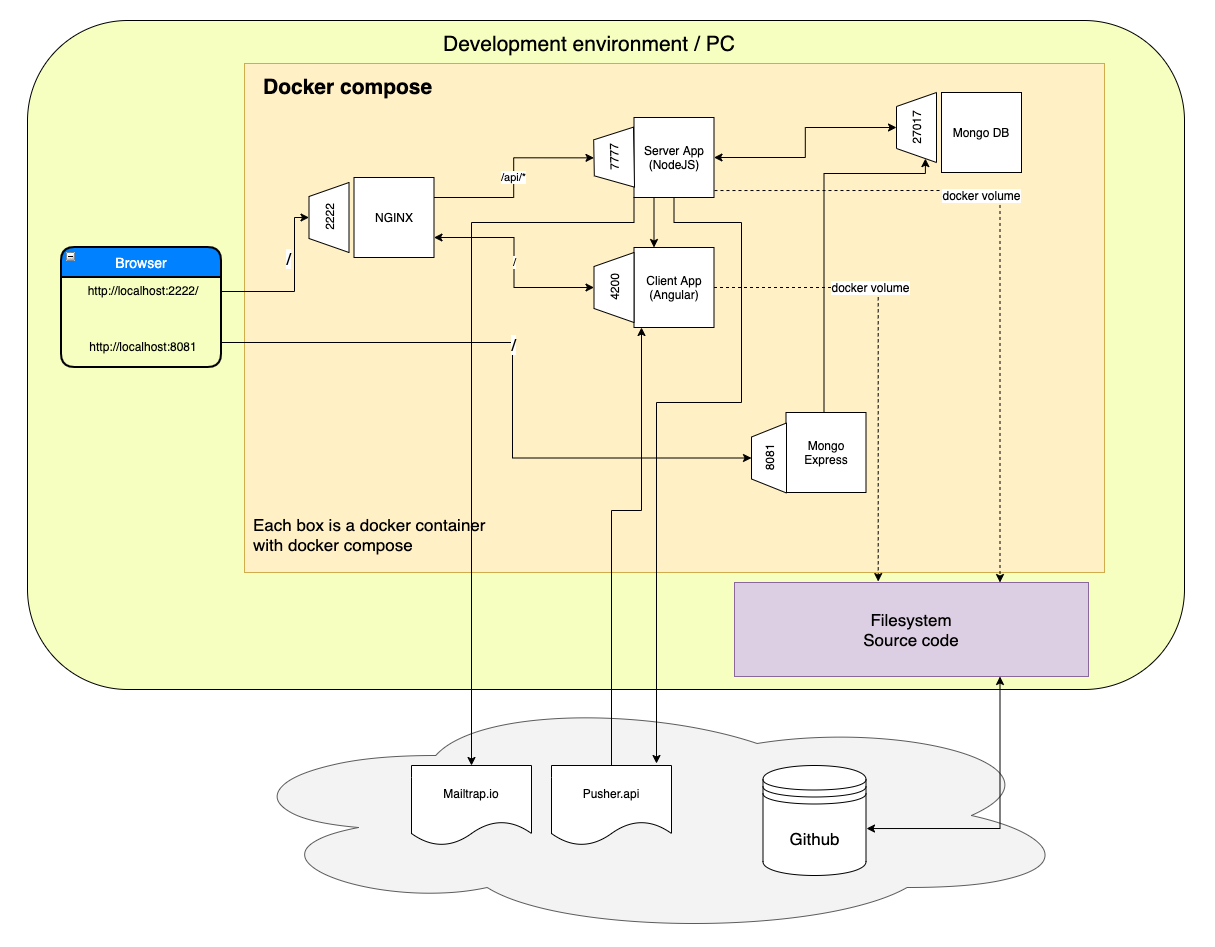 Development environment / PC
Docker compose
27017
Mongo DB
7777
Server App
(NodeJS)
/api/*
docker volume
2222
NGINX
/
/
4200
Client App
(Angular)
docker volume
Browser
http://localhost:2222/
http://localhost:8081
/
8081
Mongo
Express
Each box is a docker container
with docker compose
Filesystem
Source code
Mailtrap.io
Pusher.api
Github